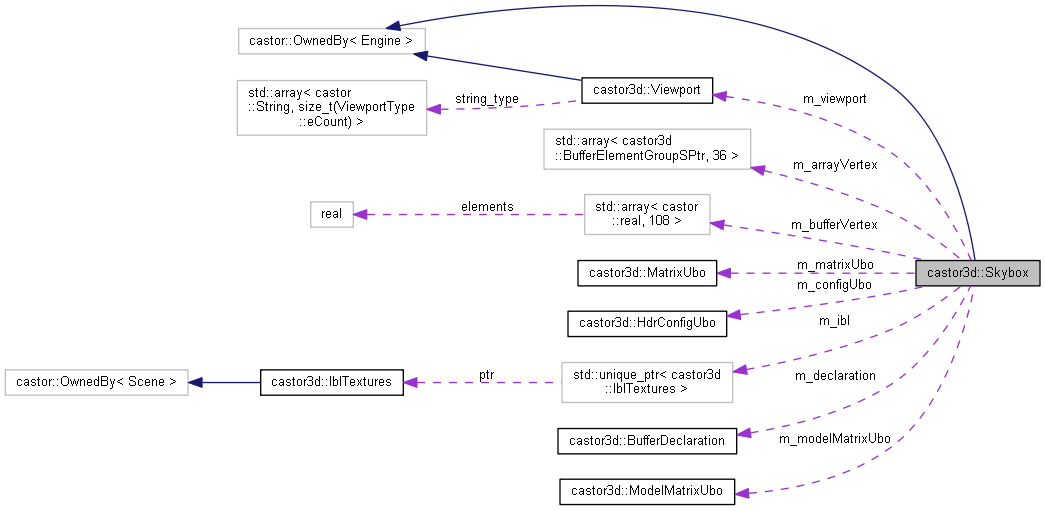 castor::OwnedBy< Engine >
std::array< castor
::String, size_t(ViewportType
::eCount) >
string_type
castor3d::Viewport
m_viewport
std::array< castor3d
::BufferElementGroupSPtr, 36 >
m_arrayVertex
real
elements
std::array< castor
::real, 108 >
m_bufferVertex
castor3d::MatrixUbo
m_matrixUbo
castor3d::Skybox
m_configUbo
castor3d::HdrConfigUbo
m_ibl
castor::OwnedBy< Scene >
castor3d::IblTextures
ptr
std::unique_ptr< castor3d
::IblTextures >
m_declaration
castor3d::BufferDeclaration
m_modelMatrixUbo
castor3d::ModelMatrixUbo